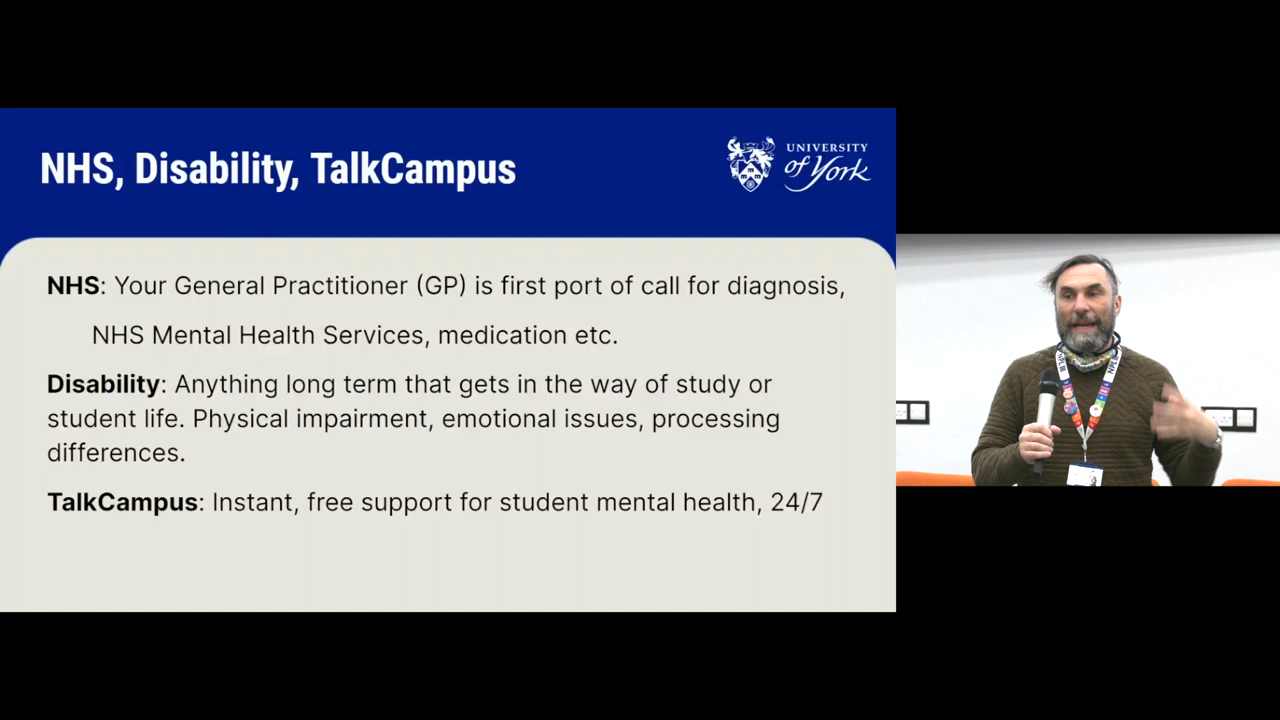 NHS, Disability, TalkCampus
UNIVERSITY
of York
NHS: Your General Practitioner (GP) is first port of call for diagnosis,
NHS Mental Health Services, medication etc.
Disability: Anything long term that gets in the way of study or
student life. Physical impairment, emotional issues, processing
differences.
TalkCampus: Instant, free support for student mental health, 24/7